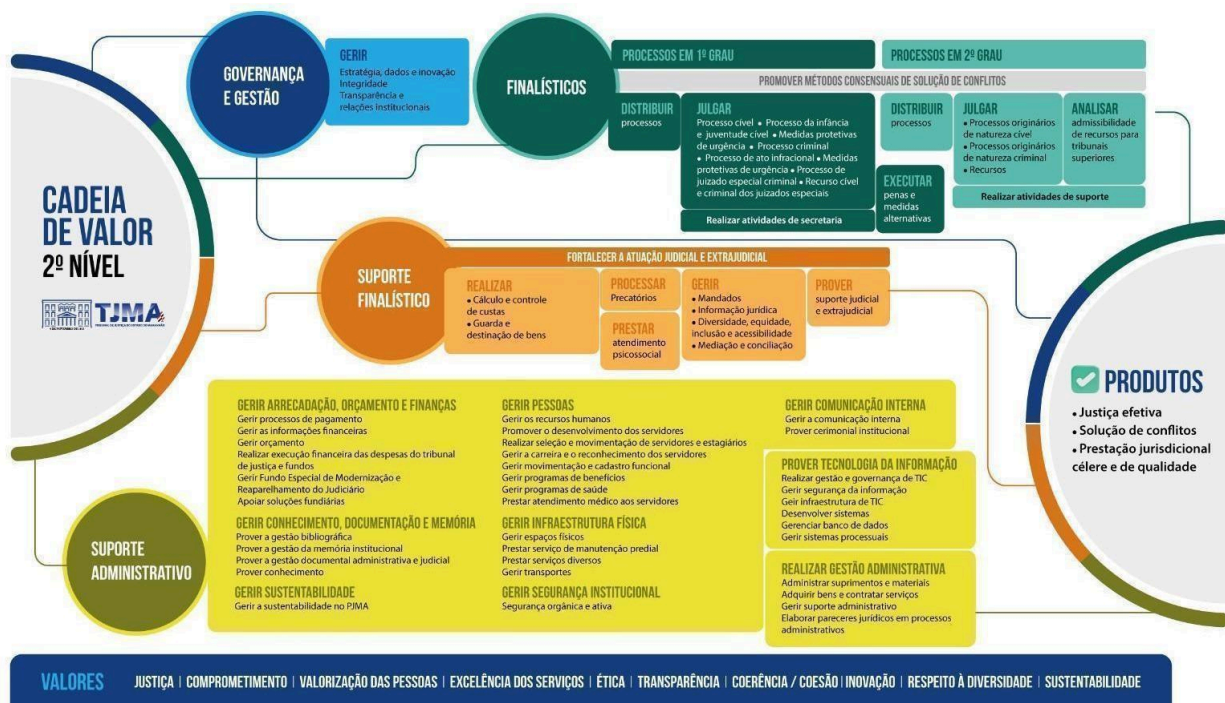 CADEIA
DE VALOR
2º NÍVEL
TJMA
GOVERNANÇA
E GESTÃO
GERIR
Estratégia, dados e inovação
Integridade
Transparência e
relações institucionais
FINALÍSTICOS
PROCESSOS EM 1º GRAU
PROCESSOS EM 2º GRAU
PROMOVER MÉTODOS CONSENSUAIS DE SOLUÇÃO DE CONFLITOS
DISTRIBUIR
processos
JULGAR
Processo cível • Processo da infância
e juventude cível • Medidas protetivas
de urgência • Processo criminal
• Processo de ato infracional • Medidas
protetivas de urgência • Processo de
juizado especial criminal • Recurso cível
e criminal dos juizados especiais
Realizar atividades de secretaria
EXECUTAR
penas e
medidas
alternativas
DISTRIBUIR
processos
JULGAR
• Processos originários
de natureza cível
• Processos originários
de natureza criminal
• Recursos
ANALISAR
admissibilidade
de recursos para
tribunais
superiores
Realizar atividades de suporte
SUPORTE
FINALÍSTICO
FORTALECER A ATUAÇÃO JUDICIAL E EXTRAJUDICIAL
REALIZAR
• Cálculo e controle
de custas
• Guarda e
destinação de bens
PROCESSAR
Precatórios
PRESTAR
atendimento
psicossocial
GERIR
• Mandados
• Informação jurídica
• Diversidade, equidade,
inclusão e acessibilidade
• Mediação e conciliação
PROVER
suporte judicial
e extrajudicial
SUPORTE
ADMINISTRATIVO
GERIR ARRECADAÇÃO, ORÇAMENTO E FINANÇAS
Gerir processos de pagamento
Gerir as informações financeiras
Gerir orçamento
Realizar execução financeira das despesas do tribunal
de justiça e fundos
Gerir Fundo Especial de Modernização e
Reaparelhamento do Judiciário
Apoiar soluções fundiárias
GERIR CONHECIMENTO, DOCUMENTAÇÃO E MEMÓRIA
Prover a gestão bibliográfica
Prover a gestão da memória institucional
Prover a gestão documental administrativa e judicial
Prover conhecimento
GERIR SUSTENTABILIDADE
Gerir a sustentabilidade no PJMA
GERIR PESSOAS
Gerir os recursos humanos
Promover o desenvolvimento dos servidores
Realizar seleção e movimentação de servidores e estagiários
Gerir a carreira e o reconhecimento dos servidores
Gerir movimentação e cadastro funcional
Gerir programas de benefícios
Gerir programas de saúde
Prestar atendimento médico aos servidores
GERIR INFRAESTRUTURA FÍSICA
Gerir espaços físicos
Prestar serviço de manutenção predial
Prestar serviços diversos
Gerir transportes
GERIR SEGURANÇA INSTITUCIONAL
Segurança orgânica e ativa
GERIR COMUNICAÇÃO INTERNA
Gerir a comunicação interna
Prover cerimonial institucional
PROVER TECNOLOGIA DA INFORMAÇÃO
Realizar gestão e governança de TIC
Gerir segurança da informação
Geir infraestrutura de TIC
Desenvolver sistemas
Gerenciar banco de dados
Gerir sistemas processuais
REALIZAR GESTÃO ADMINISTRATIVA
Administrar suprimentos e materiais
Adquirir bens e contratar serviços
Gerir suporte administrativo
Elaborar pareceres jurídicos em processos
administrativos
PRODUTOS
• Justiça efetiva
• Solução de conflitos
• Prestação jurisdicional
célere e de qualidade
VALORES JUSTIÇA | COMPROMETIMENTO | VALORIZAÇÃO DAS PESSOAS | EXCELÊNCIA DOS SERVIÇOS | ÉTICA | TRANSPARÊNCIA | COERÊNCIA / COESÃO | INOVAÇÃO | RESPEITO À DIVERSIDADE | SUSTENTABILIDADE